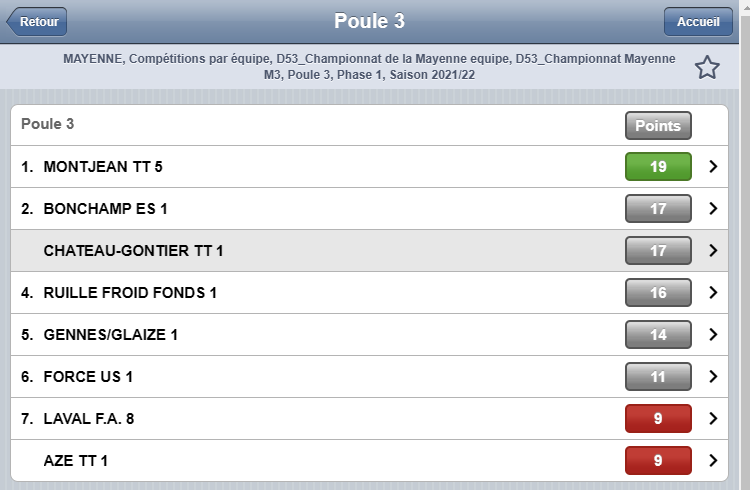 Retour Poule 3 Accueil
MAYENNE, Compétitions par équipe, D53_Championnat de la Mayenne equipe, D53_Championnat Mayenne
M3, Poule 3, Phase 1, Saison 2021/22
Poule 3 Points
1. MONTJEAN TT 5 19
2. BONCHAMP ES 1 17
CHATEAU-GONTIER TT 1 17
4. RUILLE FROID FONDS 1 16
5. GENNES/GLAIZE 1 14
6. FORCE US 1 11
7. LAVAL F.A. 8 9
AZE TT 1 9